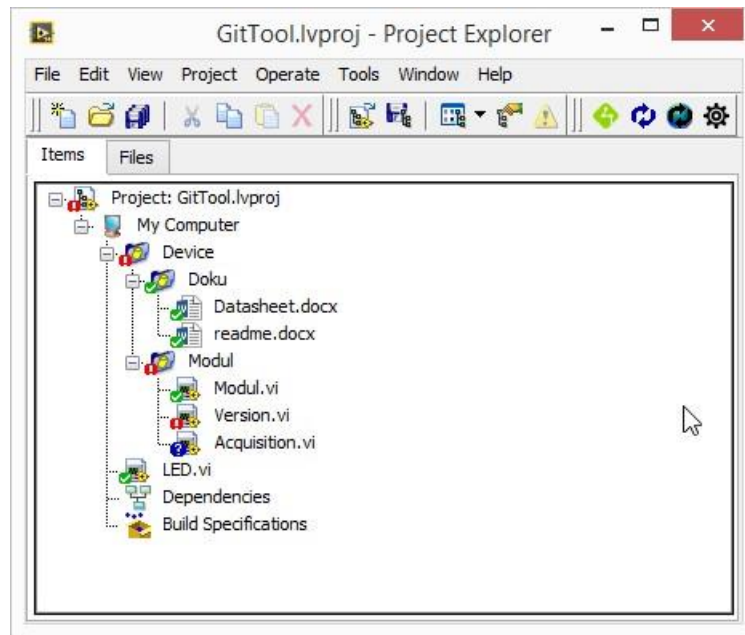 GitTool.lvproj - Project Explorer
File Edit View Project Operate Tools Window Help
Items Files
Project: GitTool.lvproj
My Computer
Device
Doku
Datasheet.docx
readme.docx
Modul
Modul.vi
Version.vi
Acquisition.vi
LED.vi
Dependencies
Build Specifications